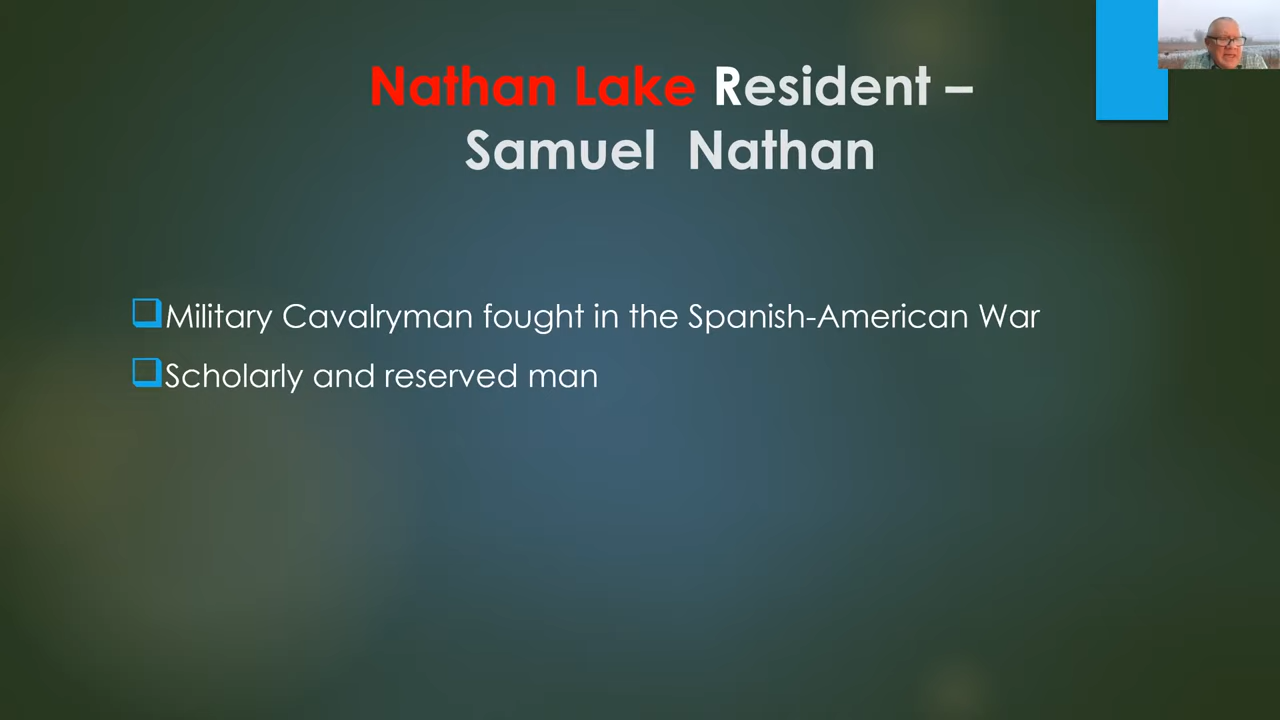 Nathan Lake Resident –
Samuel Nathan
Military Cavalryman fought in the Spanish-American War
Scholarly and reserved man